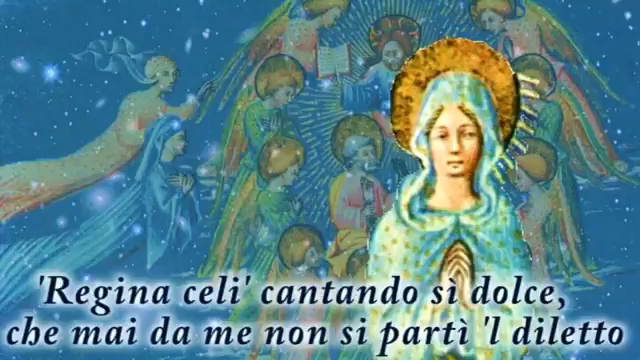 'Regina celi' cantando sì dolce,
che mai da me non si partì 'l diletto